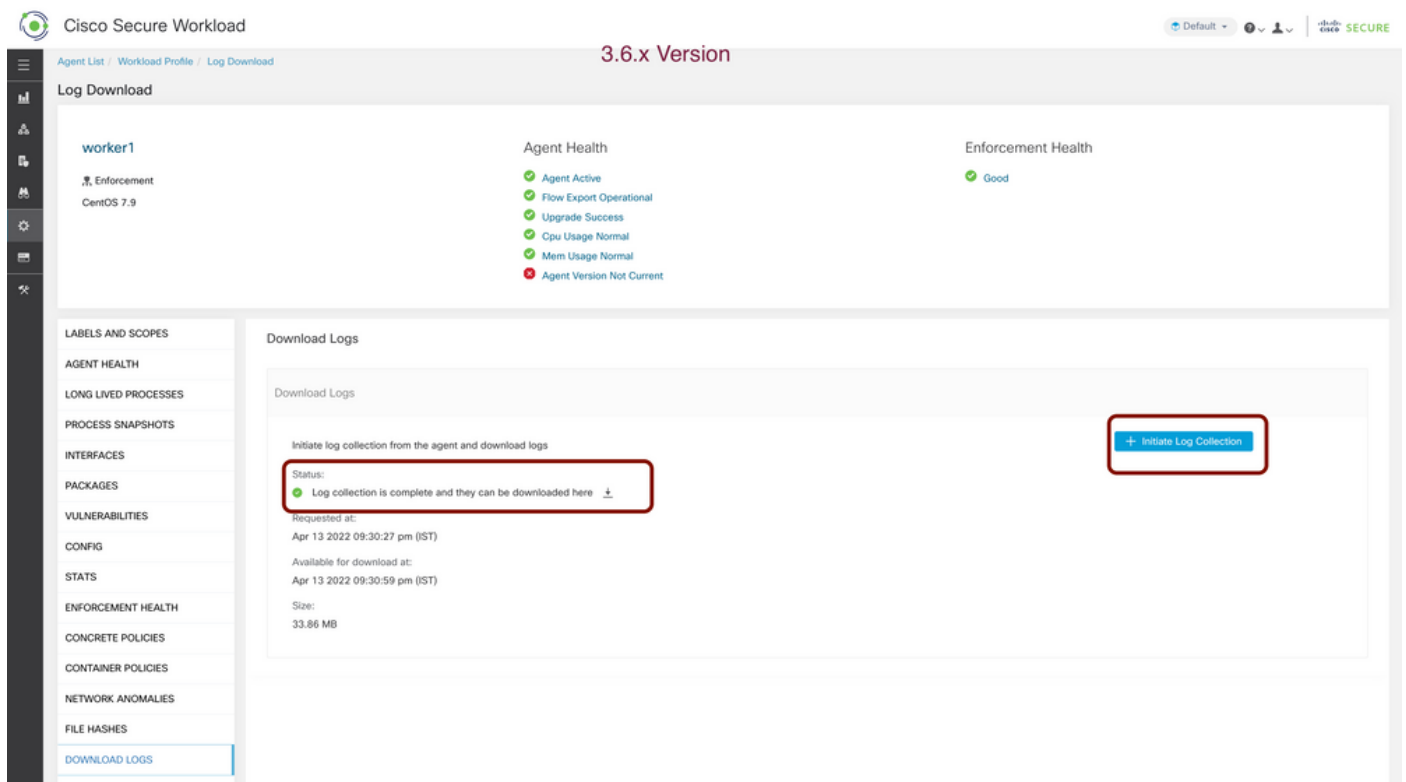 Cisco Secure Workload
Default
CISCO SECURE
3.6.x Version
Agent List / Workload Profile / Log Download
Log Download
worker1
Enforcement
CentOS 7.9
Agent Health
Agent Active
Flow Export Operational
Upgrade Success
Cpu Usage Normal
Mem Usage Normal
Agent Version Not Current
Enforcement Health
Good
LABELS AND SCOPES
AGENT HEALTH
LONG LIVED PROCESSES
PROCESS SNAPSHOTS
INTERFACES
PACKAGES
VULNERABILITIES
CONFIG
STATS
ENFORCEMENT HEALTH
CONCRETE POLICIES
CONTAINER POLICIES
NETWORK ANOMALIES
FILE HASHES
DOWNLOAD LOGS
Download Logs
Download Logs
Initiate log collection from the agent and download logs
+ Initiate Log Collection
Status:
Log collection is complete and they can be downloaded here
Requested at:
Apr 13 2022 09:30:27 pm (IST)
Available for download at:
Apr 13 2022 09:30:59 pm (IST)
Size:
33.86 MB